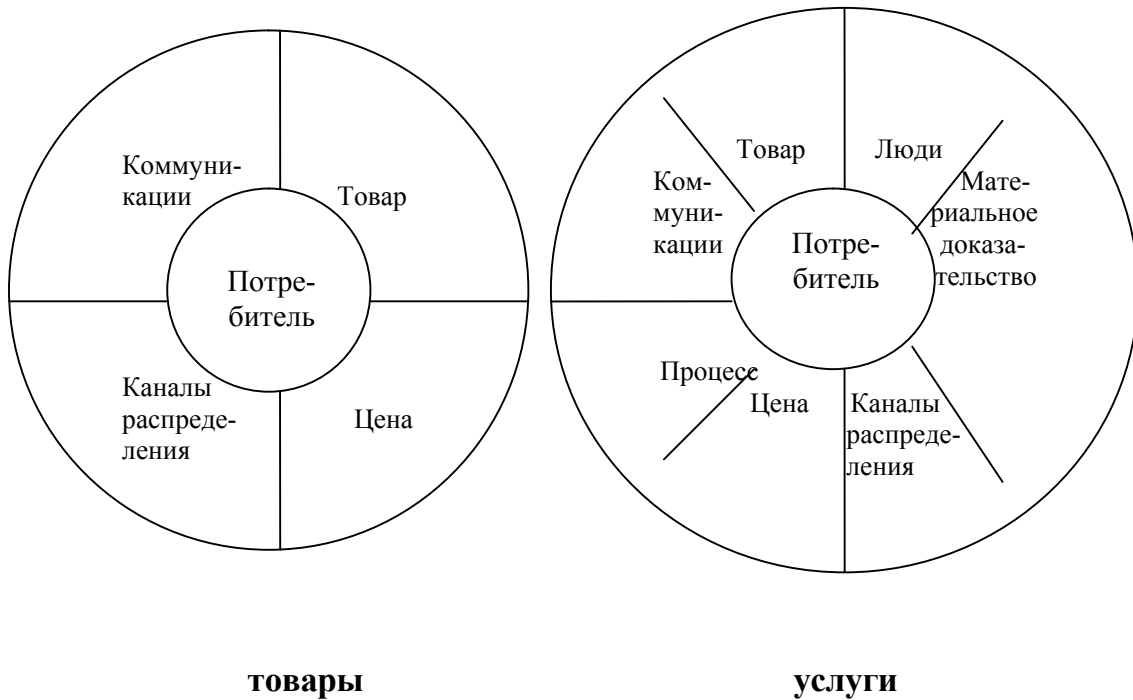 Коммуни-
кации
Товар
Потре-
битель
Каналы
распреде-
ления
Цена
товары
Товар
Люди
Ком-
муни-
кации
Мате-
риальное
доказа-
тельство
Потре-
битель
Процесс
Цена
Каналы
распреде-
ления
услуги